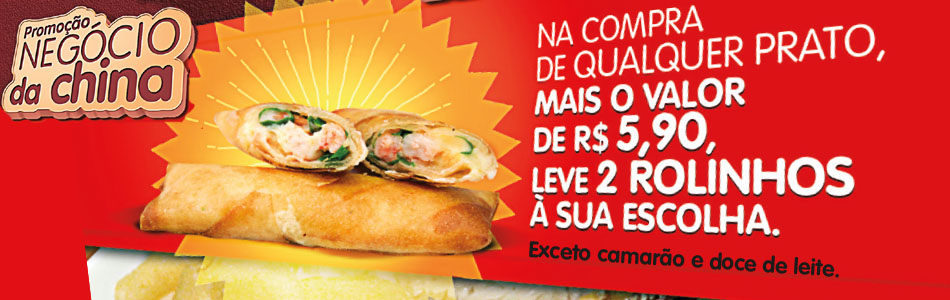 Promoção
NEGÓCIO
da china
NA COMPRA
DE QUALQUER PRATO,
MAIS O VALOR
DE R$ 5,90,
LEVE 2 ROLINHOS
À SUA ESCOLHA.
Exceto camarão e doce de leite.